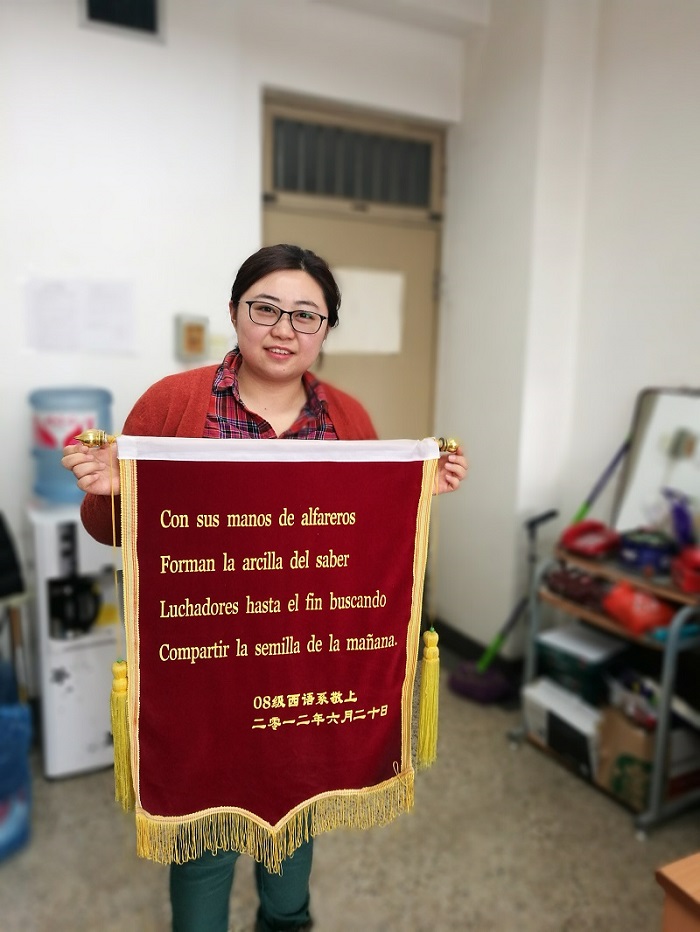 Con sus manos de alfareros
Forman la arcilla del saber
Luchadores hasta el fin buscando
Compartir la semilla de la mañana.
08级西语系敬上
二零一二年六月二十日